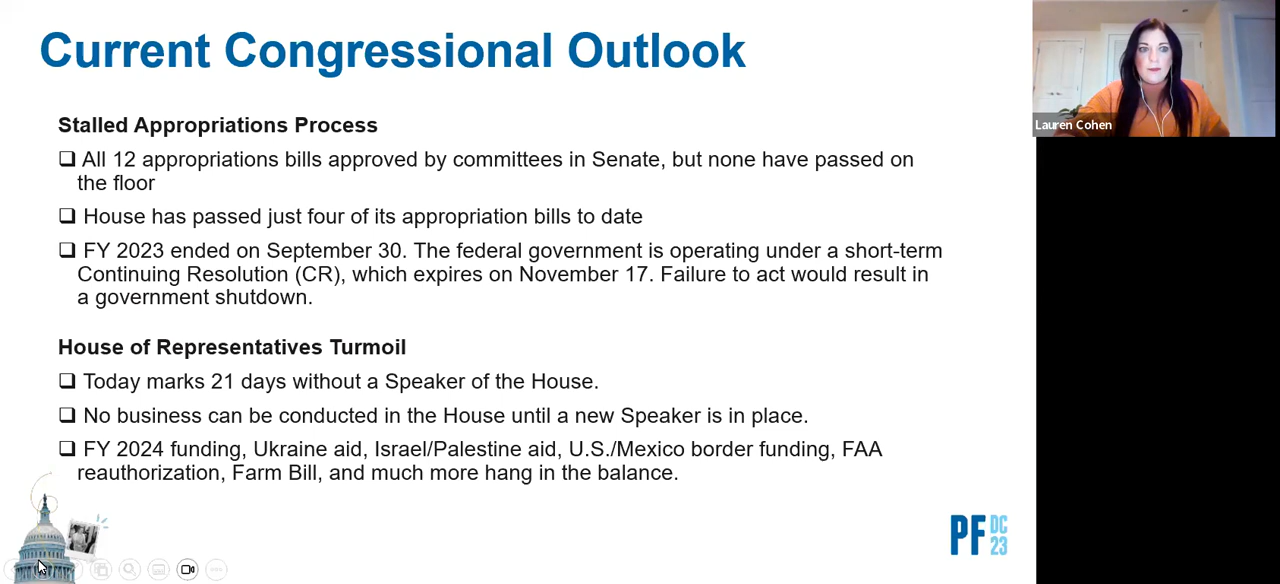 Current Congressional Outlook
Lauren Cohen
Stalled Appropriations Process
❑ All 12 appropriations bills approved by committees in Senate, but none have passed on
the floor
❑ House has passed just four of its appropriation bills to date
❑ FY 2023 ended on September 30. The federal government is operating under a short-term
Continuing Resolution (CR), which expires on November 17. Failure to act would result in
a government shutdown.
House of Representatives Turmoil
❑ Today marks 21 days without a Speaker of the House.
❑ No business can be conducted in the House until a new Speaker is in place.
❑ FY 2024 funding, Ukraine aid, Israel/Palestine aid, U.S./Mexico border funding, FAA
reauthorization, Farm Bill, and much more hang in the balance.
PF DC
23